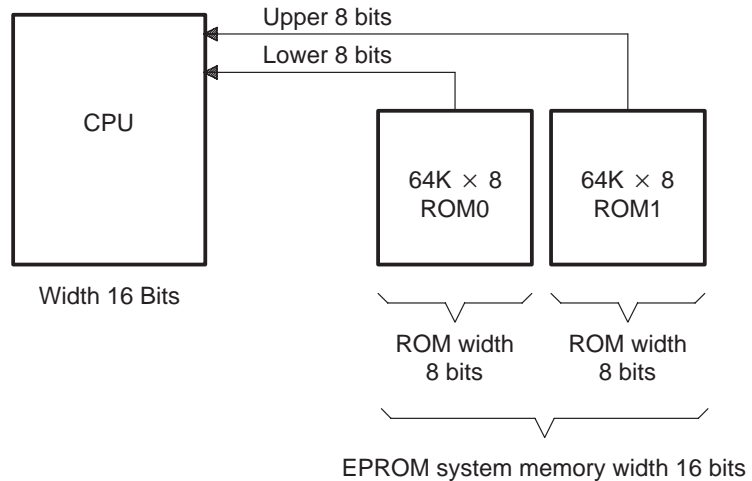 Upper 8 bits
Lower 8 bits
CPU
64K × 8
ROM0
64K × 8
ROM1
Width 16 Bits
ROM width
8 bits
ROM width
8 bits
EPROM system memory width 16 bits